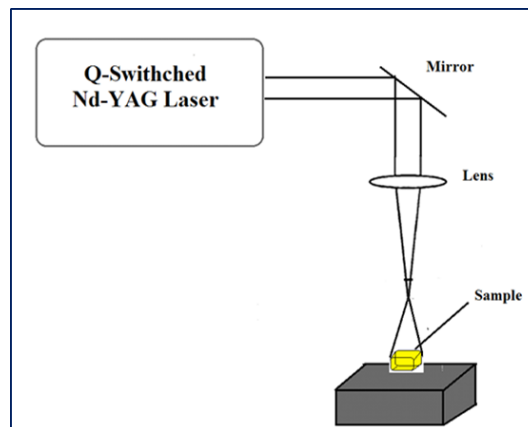 Q-Swithched
Nd-YAG Laser
Mirror
Lens
Sample